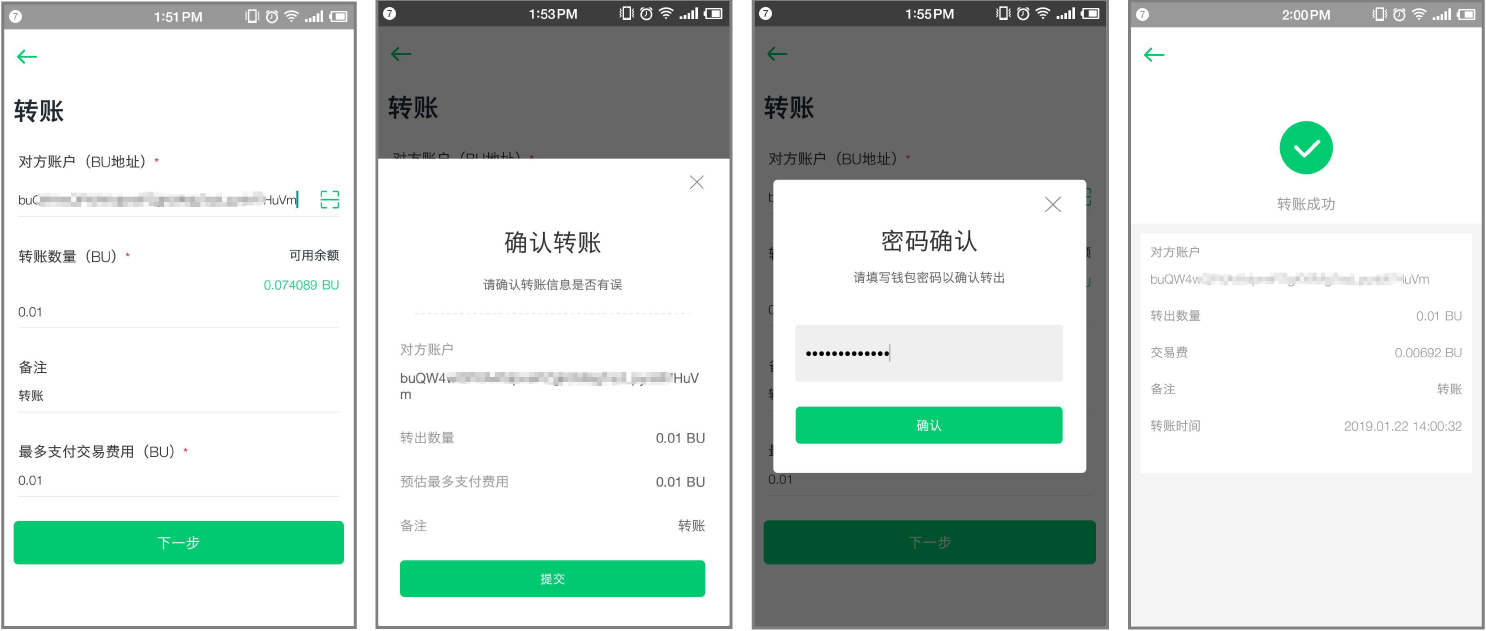 7
1:51 PM
转账
对方账户（BU地址）*
buQ HuVm
转账数量（BU）*
可用余额
0.074089 BU
0.01
备注
转账
最多支付交易费用（BU）*
0.01
下一步
7
1:53 PM
转账
对方账户（BU地址）*
确认转账
请确认转账信息是否有误
对方账户
buQW4w HuV
m
转出数量
0.01 BU
预估最多支付费用
0.01 BU
备注
转账
提交
7
1:55 PM
转账
对方账户（BU地址）*
密码确认
请填写钱包密码以确认转出
•••••••••••••
确认
0.01
下一步
7
2:00 PM
转账成功
对方账户
buQW4w uVm
转出数量
0.01 BU
交易费
0.00692 BU
备注
转账
转账时间
2019.01.22 14:00:32